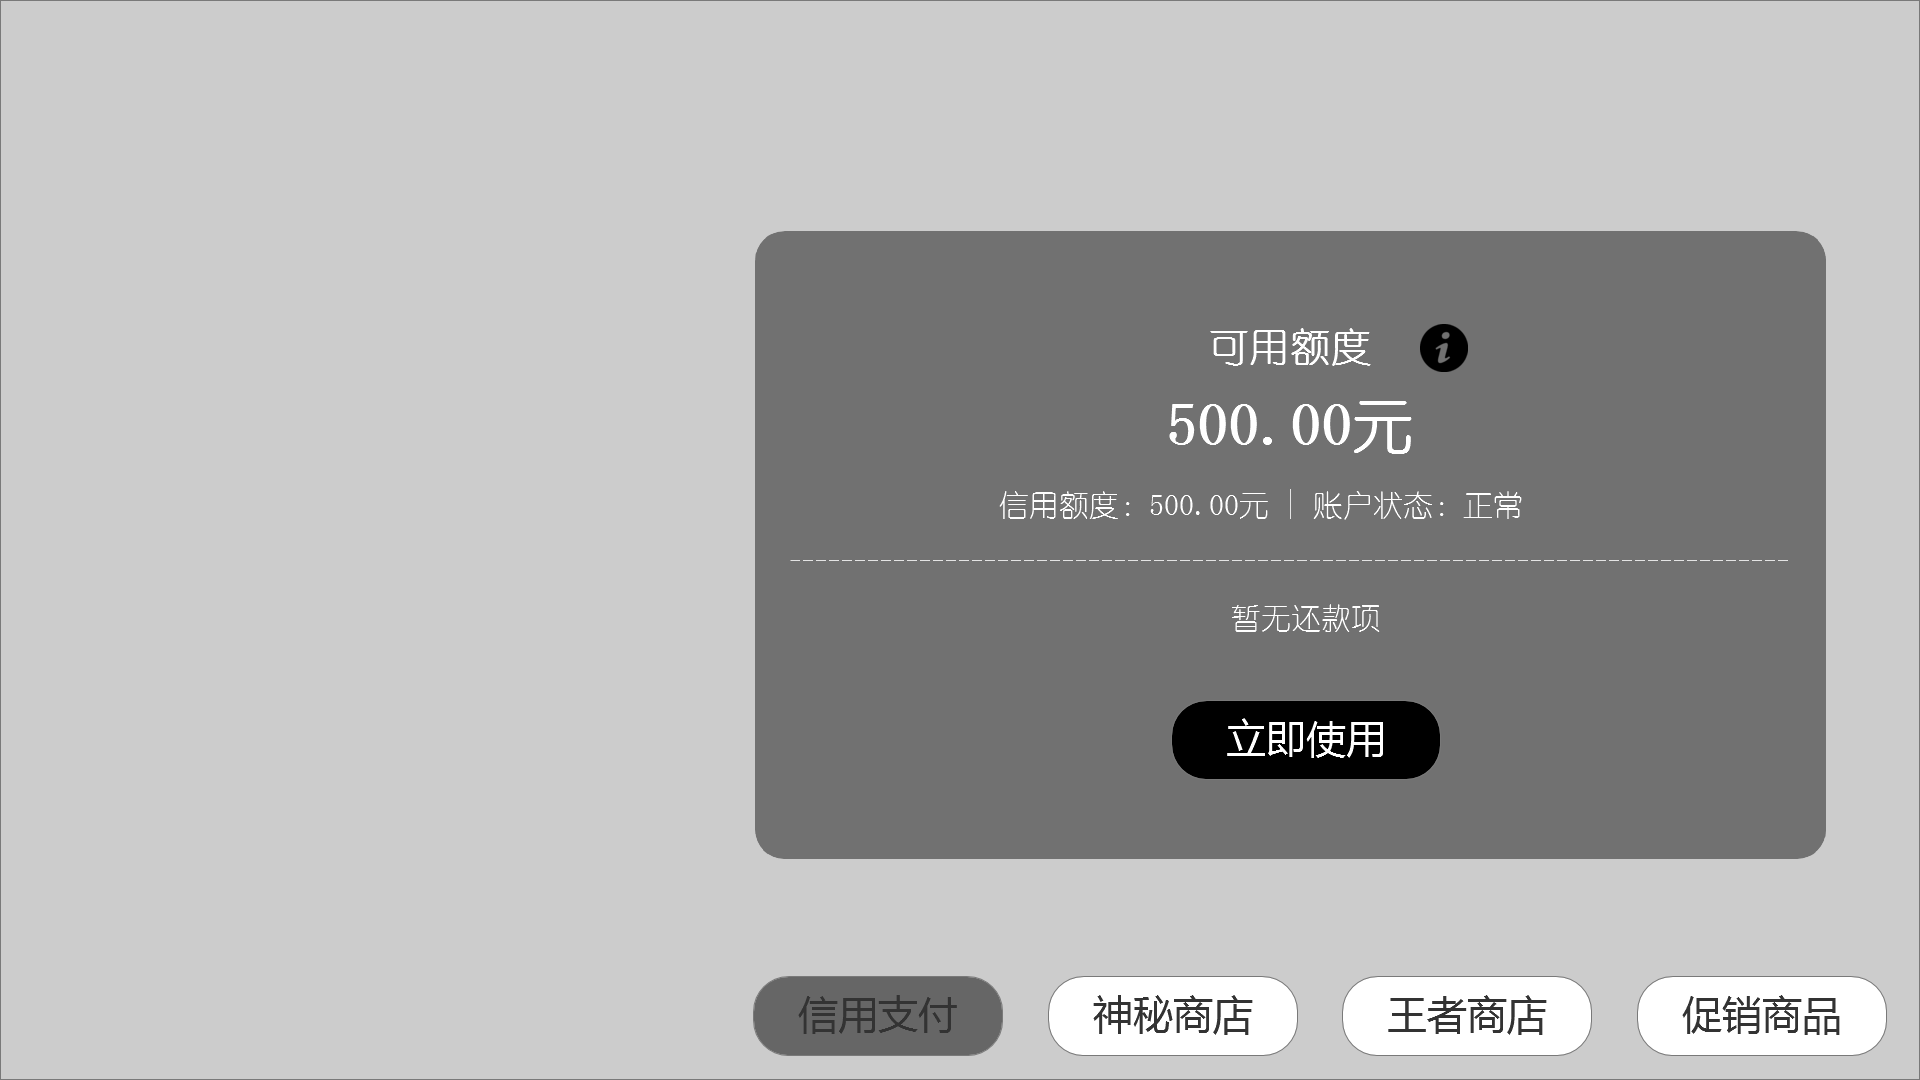 可用额度
500.00元
信用额度：500.00元 | 账户状态：正常
暂无还款项
立即使用
信用支付 神秘商店 王者商店 促销商品